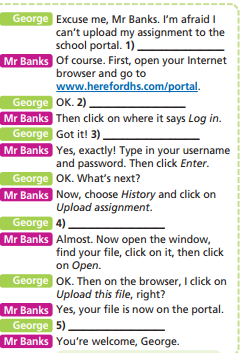 George Excuse me, Mr Banks. I'm afraid I
can't upload my assignment to the
school portal. 1) ____________
Mr Banks Of course. First, open your Internet
browser and go to
www.herefordhs.com/portal.
George OK. 2) ____________
Mr Banks Then click on where it says Log in.
George Got it! 3) ____________
Mr Banks Yes, exactly! Type in your username
and password. Then click Enter.
George OK. What's next?
Mr Banks Now, choose History and click on
Upload assignment.
George 4) ____________
Mr Banks Almost. Now open the window,
find your file, click on it, then click
on Open.
George OK. Then on the browser, I click on
Upload this file, right?
Mr Banks Yes, your file is now on the portal.
George 5) ____________
Mr Banks You're welcome, George.